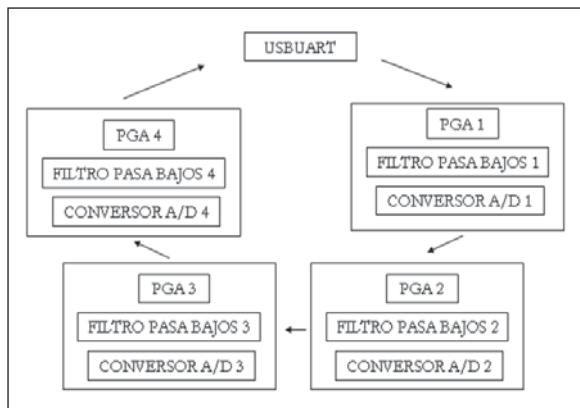 USBUART
PGA 4
FILTRO PASA BAJOS 4
CONVERSOR A/D 4
PGA 1
FILTRO PASA BAJOS 1
CONVERSOR A/D 1
PGA 3
FILTRO PASA BAJOS 3
CONVERSOR A/D 3
PGA 2
FILTRO PASA BAJOS 2
CONVERSOR A/D 2